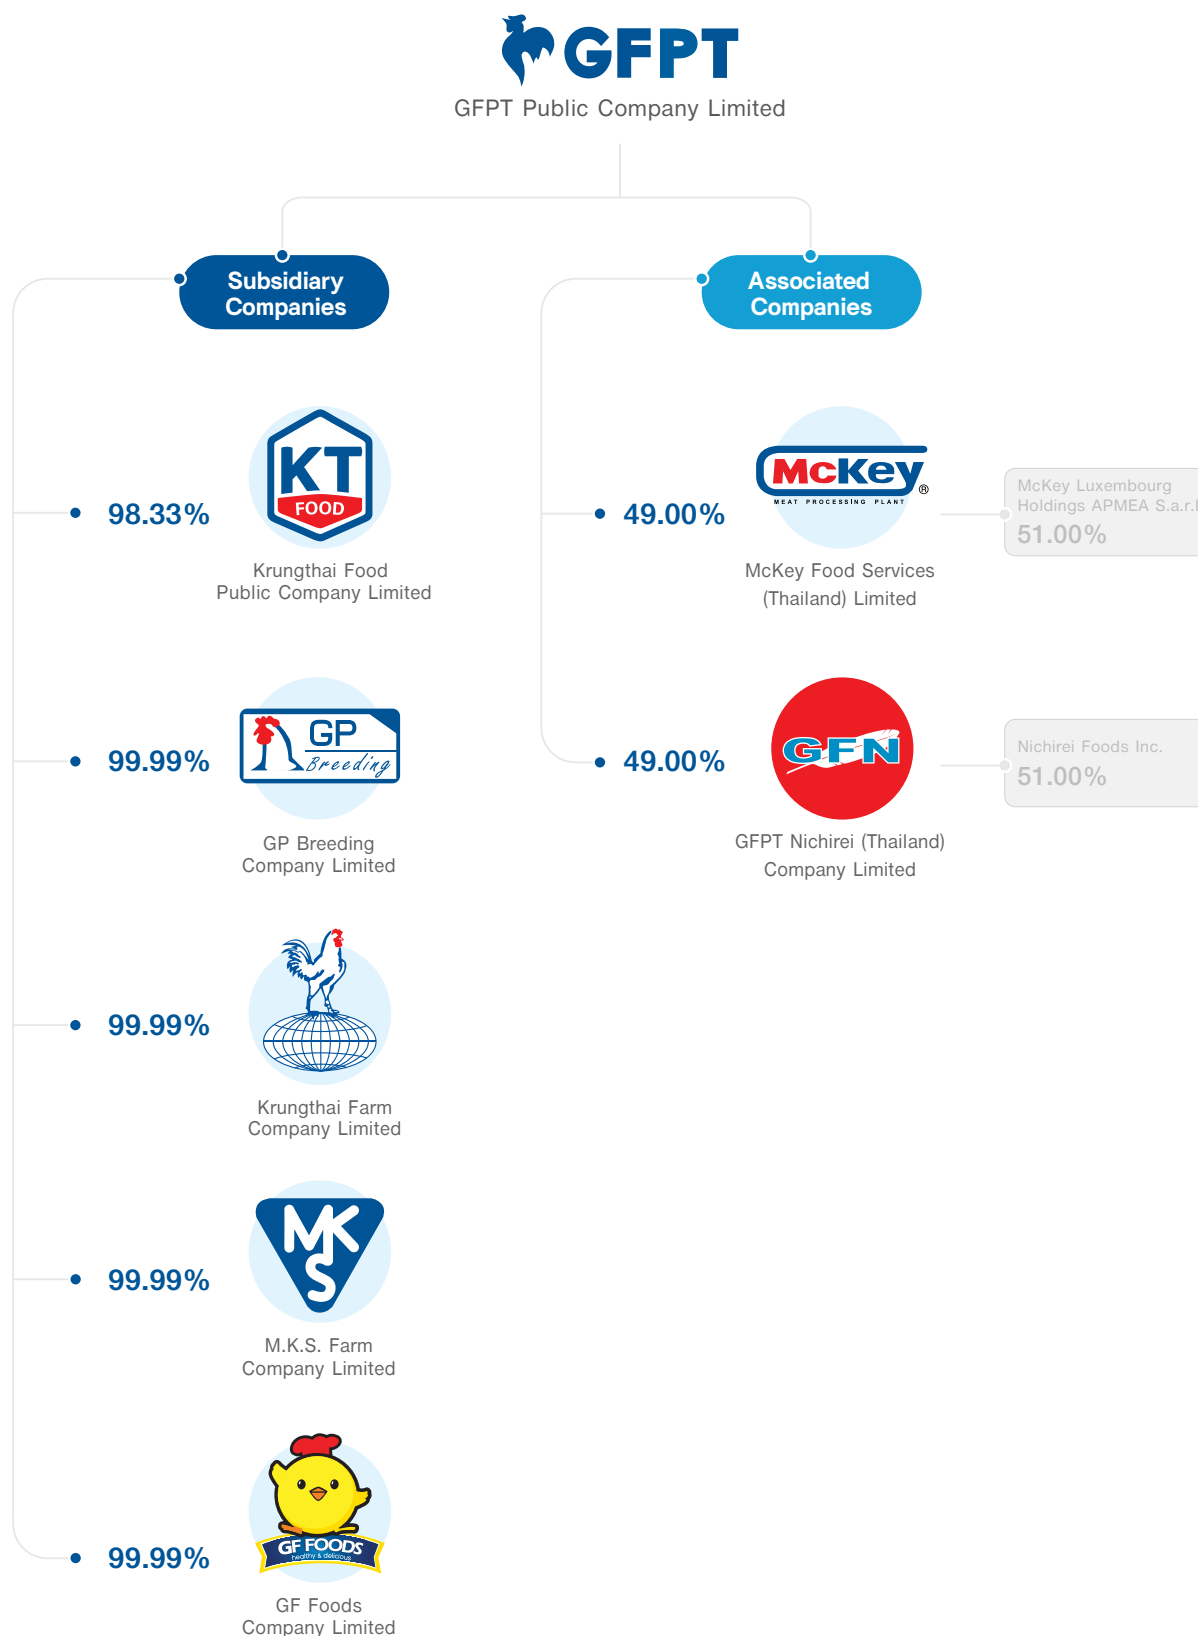 GFPT
GFPT Public Company Limited
Subsidiary
Companies
Associated
Companies
KT
FOOD
98.33%
Krungthai Food
Public Company Limited
McKey
®
MEAT PROCESSING PLANT
49.00%
McKey Food Services
(Thailand) Limited
McKey Luxembourg
Holdings APMEA S.a.r.l
51.00%
GP
Breeding
99.99%
GP Breeding
Company Limited
GFN
49.00%
GFPT Nichirei (Thailand)
Company Limited
Nichirei Foods Inc.
51.00%
99.99%
Krungthai Farm
Company Limited
MK
S
99.99%
M.K.S. Farm
Company Limited
GF FOODS
healthy & delicious
99.99%
GF Foods
Company Limited